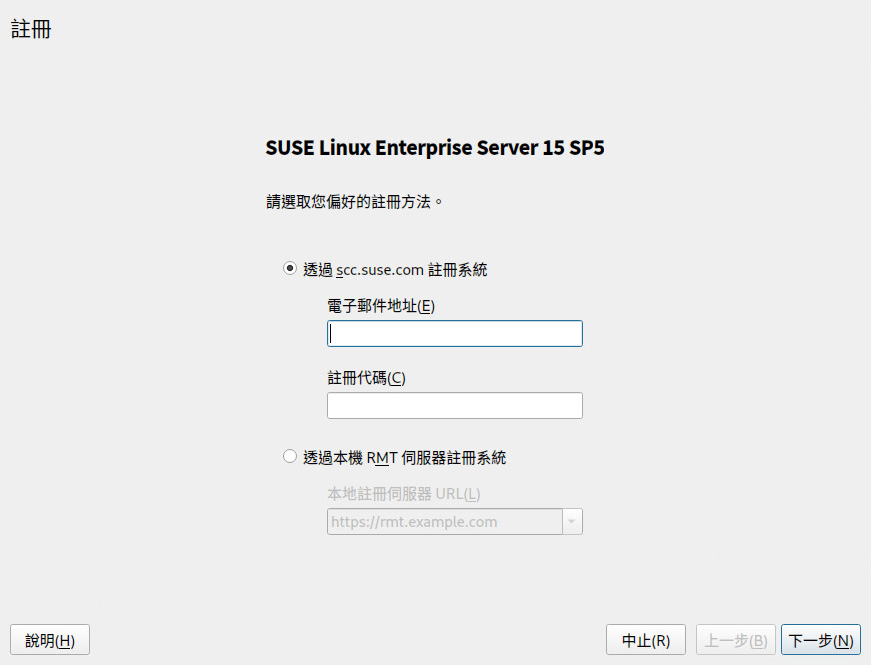 註冊
SUSE Linux Enterprise Server 15 SP5
請選取您偏好的註冊方法。
透過 scc.suse.com 註冊系統
電子郵件地址(E)
註冊代碼(C)
透過本機 RMT 伺服器註冊系統
本地註冊伺服器 URL(L)
https://rmt.example.com
說明(H)
中止(R)
上一步(B)
下一步(N)